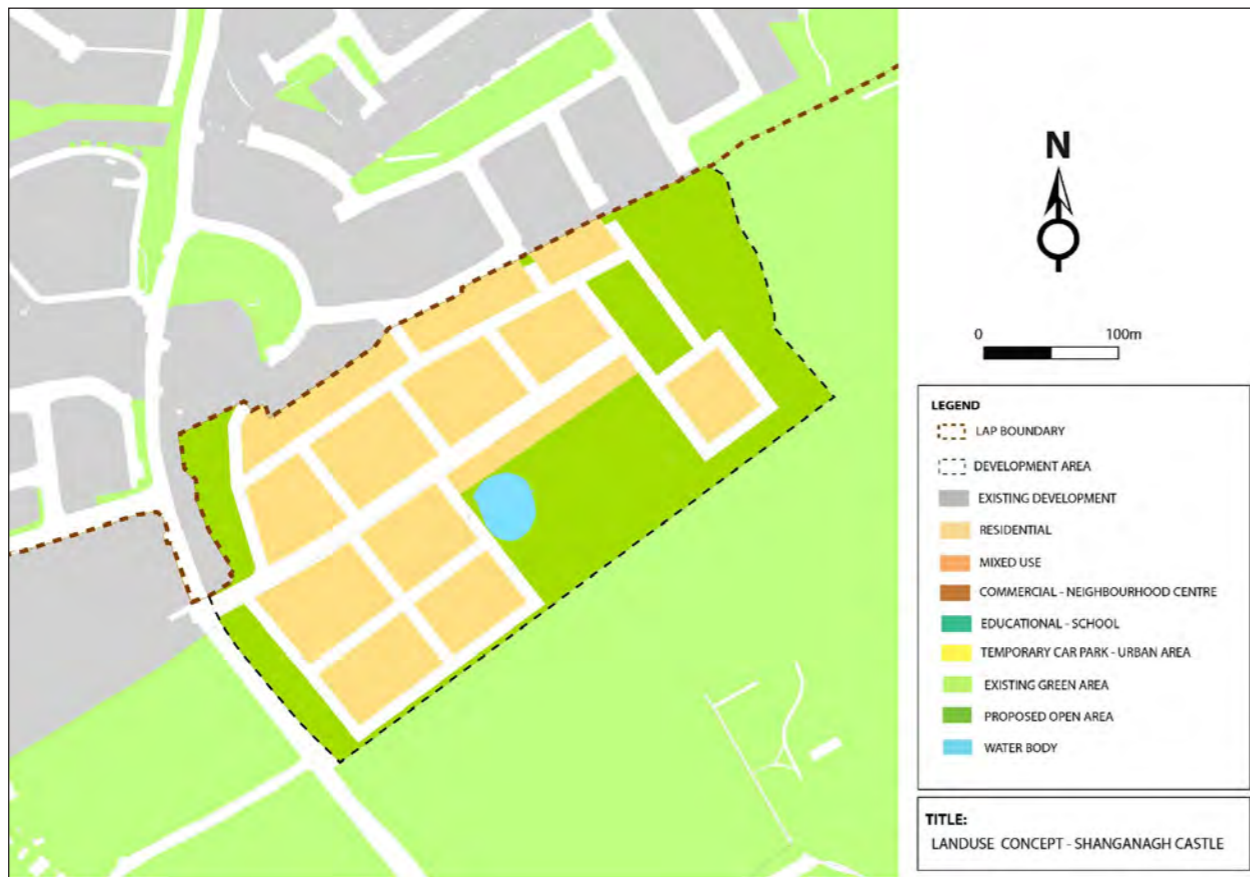 N
0 100m
LEGEND
LAP BOUNDARY
DEVELOPMENT AREA
EXISTING DEVELOPMENT
RESIDENTIAL
MIXED USE
COMMERCIAL - NEIGHBOURHOOD CENTRE
EDUCATIONAL - SCHOOL
TEMPORARY CAR PARK - URBAN AREA
EXISTING GREEN AREA
PROPOSED OPEN AREA
WATER BODY
TITLE:
LANDUSE CONCEPT - SHANGANAGH CASTLE